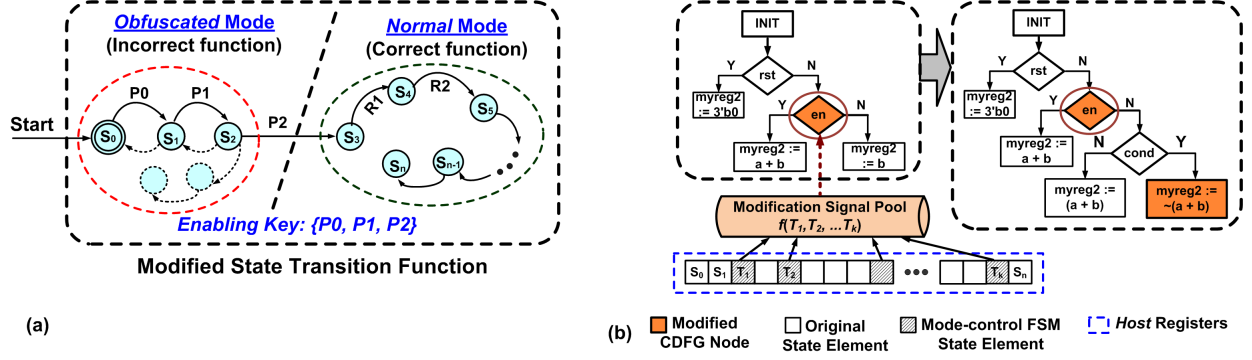 Obfuscated Mode
(Incorrect function)
Normal Mode
(Correct function)
P0
P1
P2
R1
R2
Start
S0
S1
S2
S3
S4
S5
Sn-1
Sn
Enabling Key: {P0, P1, P2}
Modified State Transition Function
(a)
INIT
rst
Y
N
myreg2
:= 3'b0
Y
en
N
myreg2 :=
a + b
myreg2
:= b
INIT
rst
Y
N
myreg2
:= 3'b0
Y
en
N
myreg2 :=
a + b
cond
N
Y
myreg2 :=
(a + b)
myreg2 :=
~(a + b)
Modification Signal Pool
f(T1,T2, ...Tk)
S0 S1 T1 T2 Tk Sn
(b)
Modified
CDFG Node
Original
State Element
Mode-control FSM
State Element
Host Registers